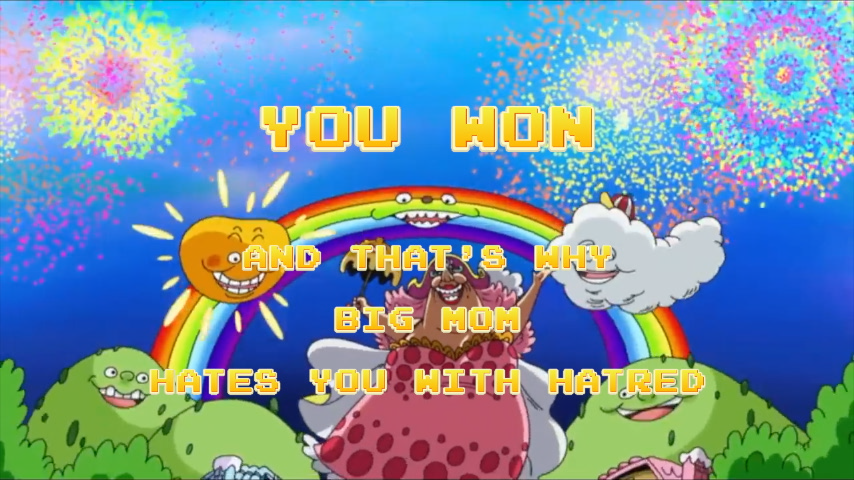 YOU WON
AND THAT'S WHY
BIG MOM
HATES YOU WITH HATRED